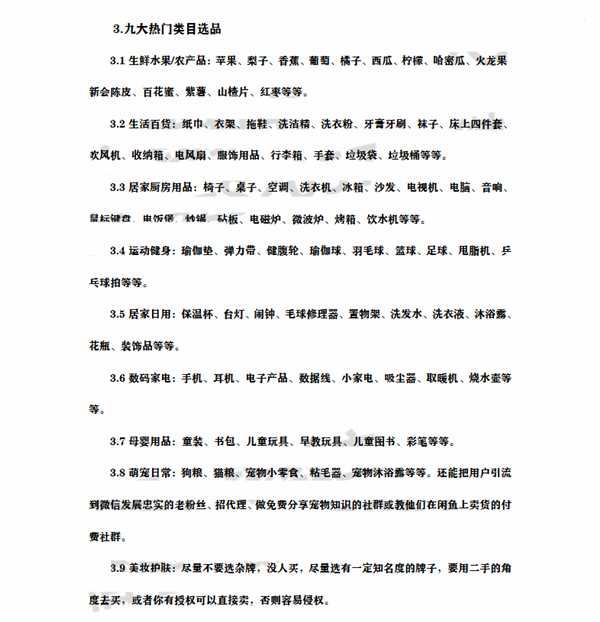 3.九大热门类目选品
3.1 生鲜水果/农产品：苹果、梨子、香蕉、葡萄、橘子、西瓜、柠檬、哈密瓜、火龙果
新会陈皮、百花蜜、紫薯、山楂片、红枣等等。
3.2 生活百货：纸巾、衣架、拖鞋、洗洁精、洗衣粉、牙膏牙刷、袜子、床上四件套、
吹风机、收纳箱、电风扇、服饰用品、行李箱、手套、垃圾袋、垃圾桶等等。
3.3 居家厨房用品：椅子、桌子、空调、洗衣机、冰箱、沙发、电视机、电脑、音响、
鼠标键盘、电饭煲、炒锅、砧板、电磁炉、微波炉、烤箱、饮水机等等。
3.4 运动健身：瑜伽垫、弹力带、健腹轮、瑜伽球、羽毛球、篮球、足球、甩脂机、乒
乓球拍等等。
3.5 居家日用：保温杯、台灯、闹钟、毛球修理器、置物架、洗发水、洗衣液、沐浴露、
花瓶、装饰品等等。
3.6 数码家电：手机、耳机、电子产品、数据线、小家电、吸尘器、取暖机、烧水壶等
等。
3.7 母婴用品：童装、书包、儿童玩具、早教玩具、儿童图书、彩笔等等。
3.8 萌宠日常：狗粮、猫粮、宠物小零食、粘毛器、宠物沐浴露等等。还能把用户引流
到微信发展忠实的老粉丝、招代理、做免费分享宠物知识的社群或教他们在闲鱼上卖货的付
费社群。
3.9 美妆护肤：尽量不要选杂牌，没人买，尽量选有一定知名度的牌子，要用二手的角
度去买，或者你有授权可以直接卖，否则容易侵权。